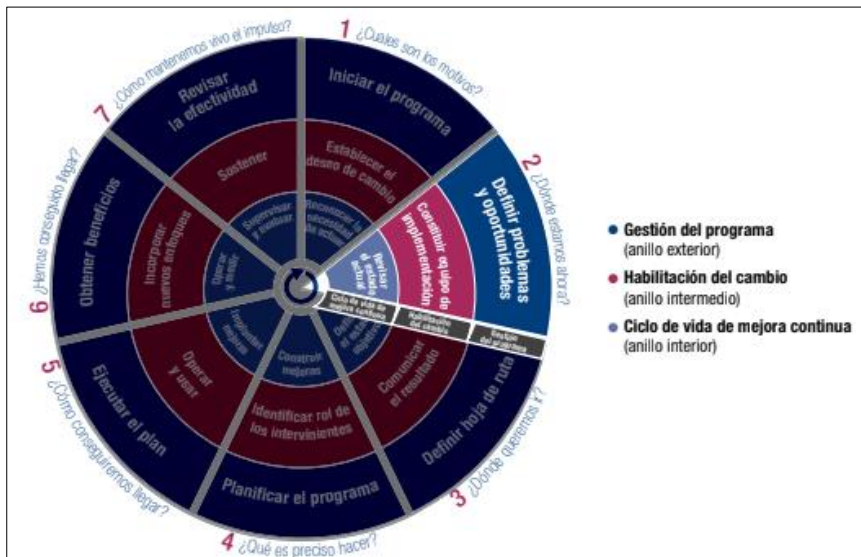 1 ¿Cuales son los motivos?
Iniciar el programa
Establecer el
deseo de cambio
Reconocer la
necesidad
de actuar
2 ¿Dónde estamos ahora?
Definir problemas
y oportunidades
Constituir equipo de
implementación
Revisar
el estado
actual
Ciclo de vida de
mejora continua
Habilitación
del cambio
Gestión
del programa
3 ¿Dónde queremos ir?
Definir hoja de ruta
Comunicar
el resultado
el estado
objetivo
4 ¿Qué es preciso hacer?
Planificar el programa
Identificar rol de
los intervinientes
Construir
mejoras
5 ¿Cómo conseguiremos llegar?
Ejecutar el plan
Operar
y usar
Implantar
mejoras
6 ¿Hemos conseguido llegar?
Obtener beneficios
Incorporar
nuevos enfoques
Operar
y medir
7 ¿Cómo mantenemos vivo el impulso?
Revisar
la efectividad
Sostener
Supervisar
y evaluar
Gestión del programa
(anillo exterior)
Habilitación del cambio
(anillo intermedio)
Ciclo de vida de mejora continua
(anillo interior)